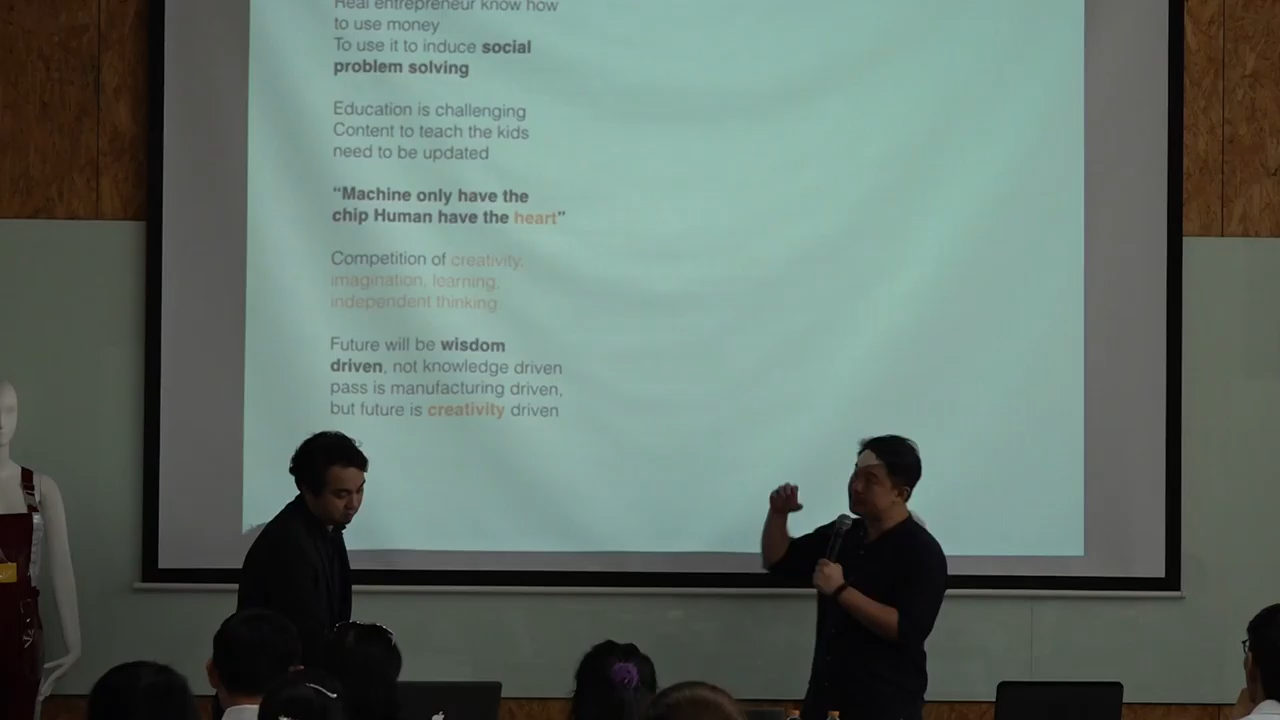 Real entrepreneur know how
to use money
To use it to induce social
problem solving
Education is challenging
Content to teach the kids
need to be updated
“Machine only have the
chip Human have the heart”
Competition of creativity,
imagination, learning,
independent thinking
Future will be wisdom
driven, not knowledge driven
pass is manufacturing driven,
but future is creativity driven